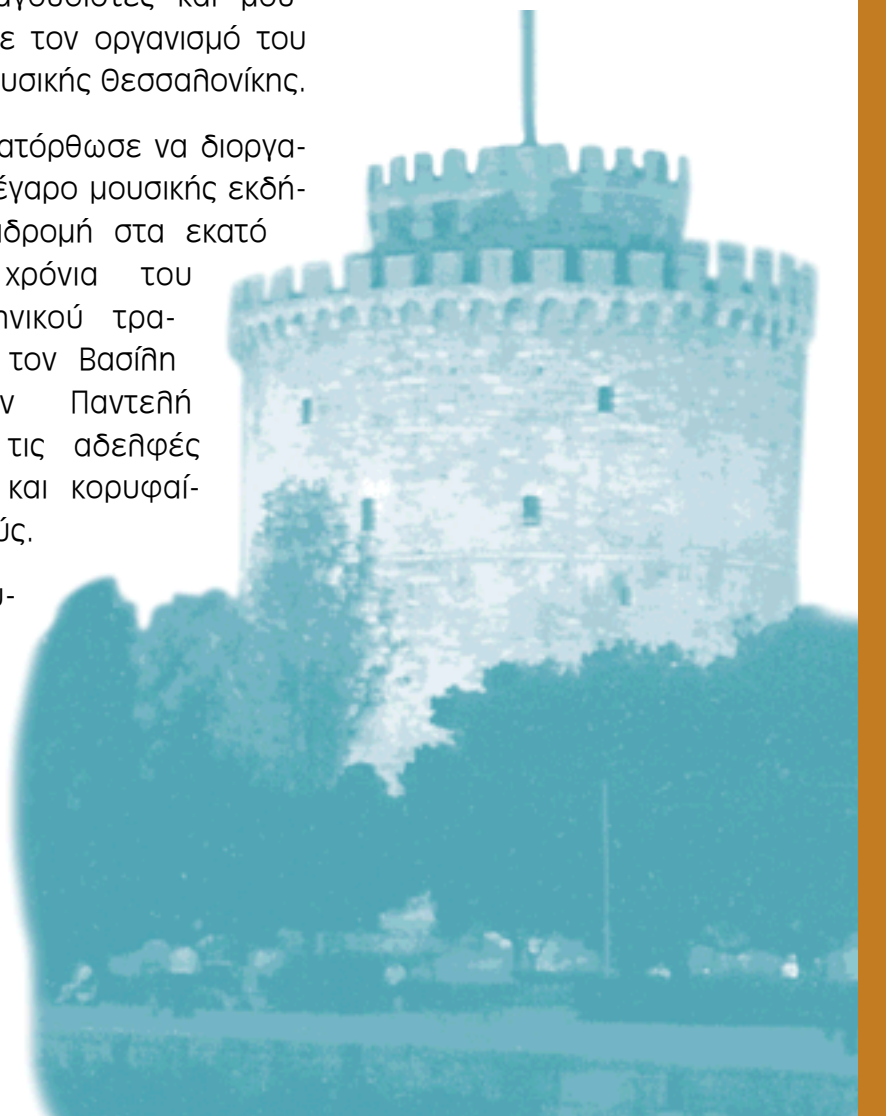 ε τον οργανισμό του
υσικής Θεσσαλονίκης.
ατόρθωσε να διοργα-
έγαρο μουσικής εκδή-
δρομή στα εκατό
χρόνια του
ηνικού τρα-
τον Βασίλη
ν Παντελή
τις αδελφές
και κορυφαί-
ύς.
υ-